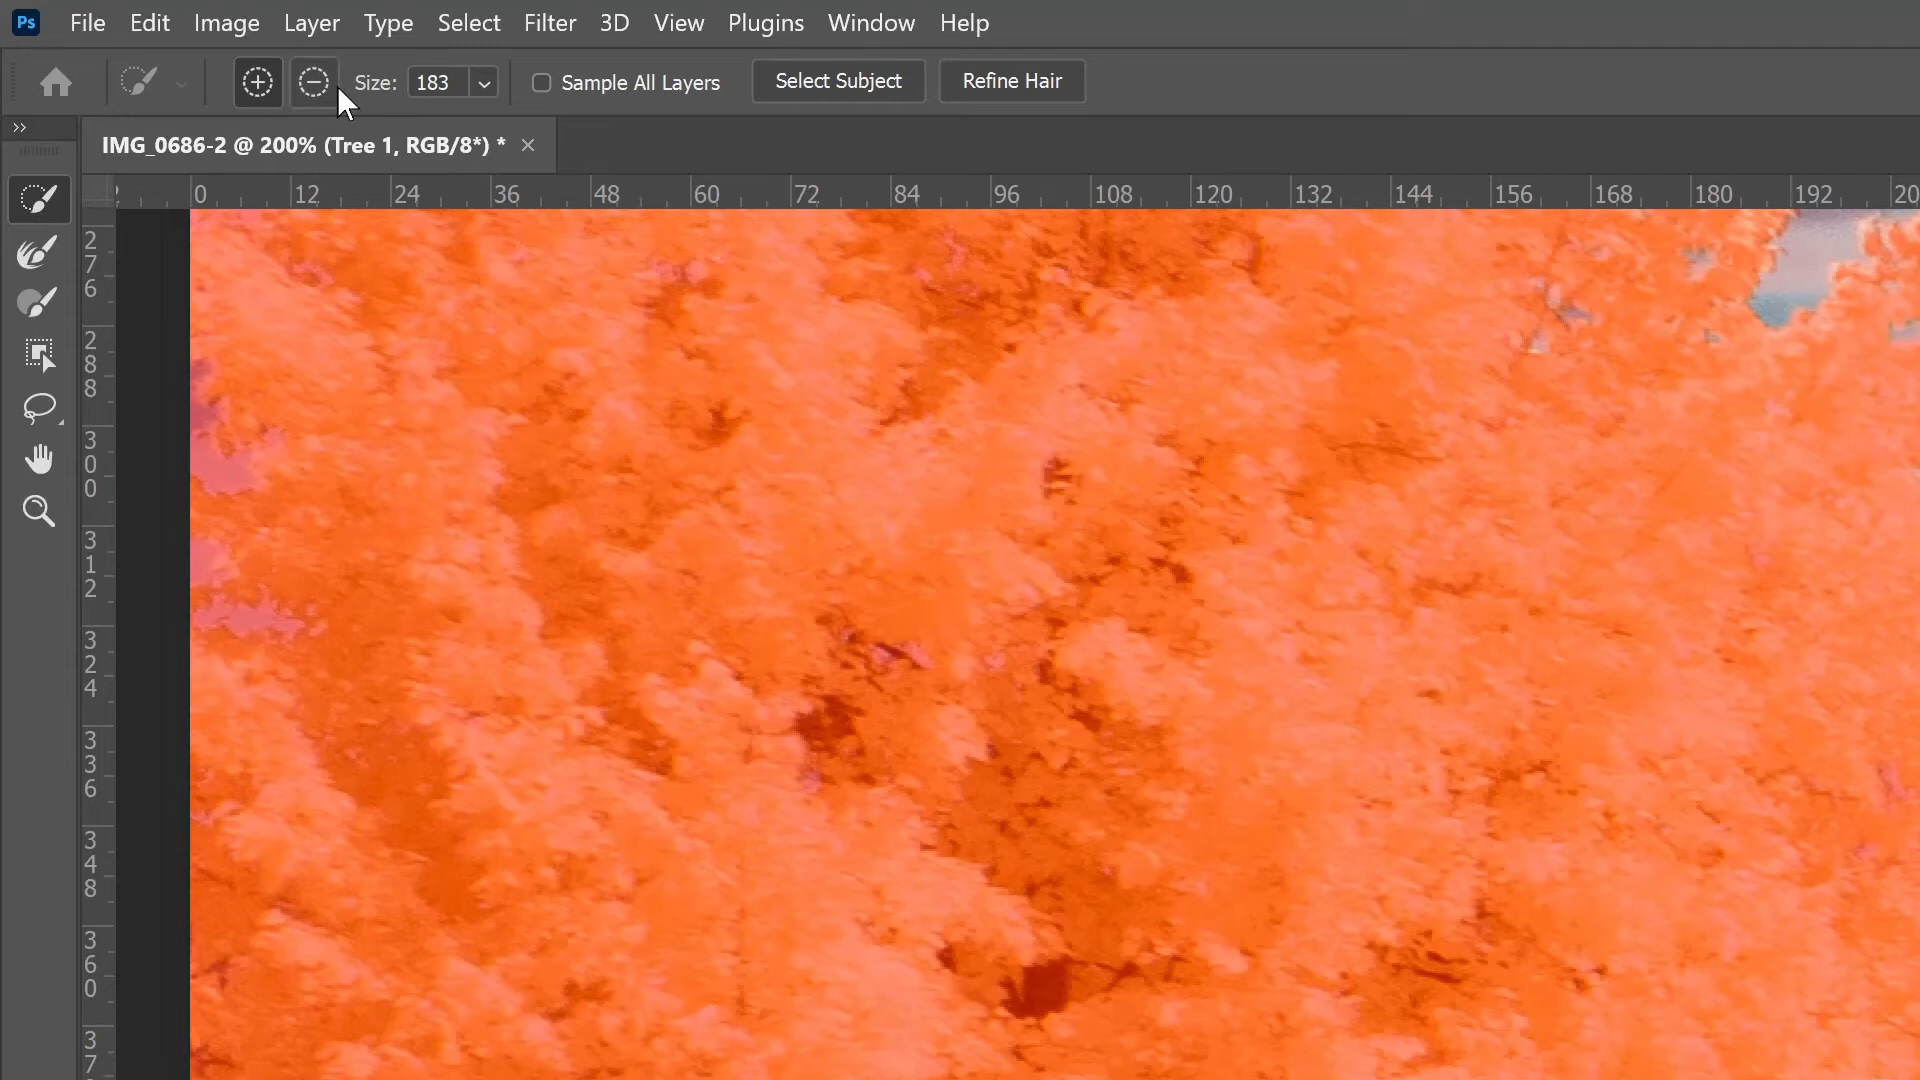 Ps File Edit Image Layer Type Select Filter 3D View Plugins Window Help
Size: 183 Sample All Layers Select Subject Refine Hair
IMG_0686-2 @ 200% (Tree 1, RGB/8*) * ×
0 12 24 36 48 60 72 84 96 108 120 132 144 156 168 180 192 20
276
288
300
312
324
336
348
360
37